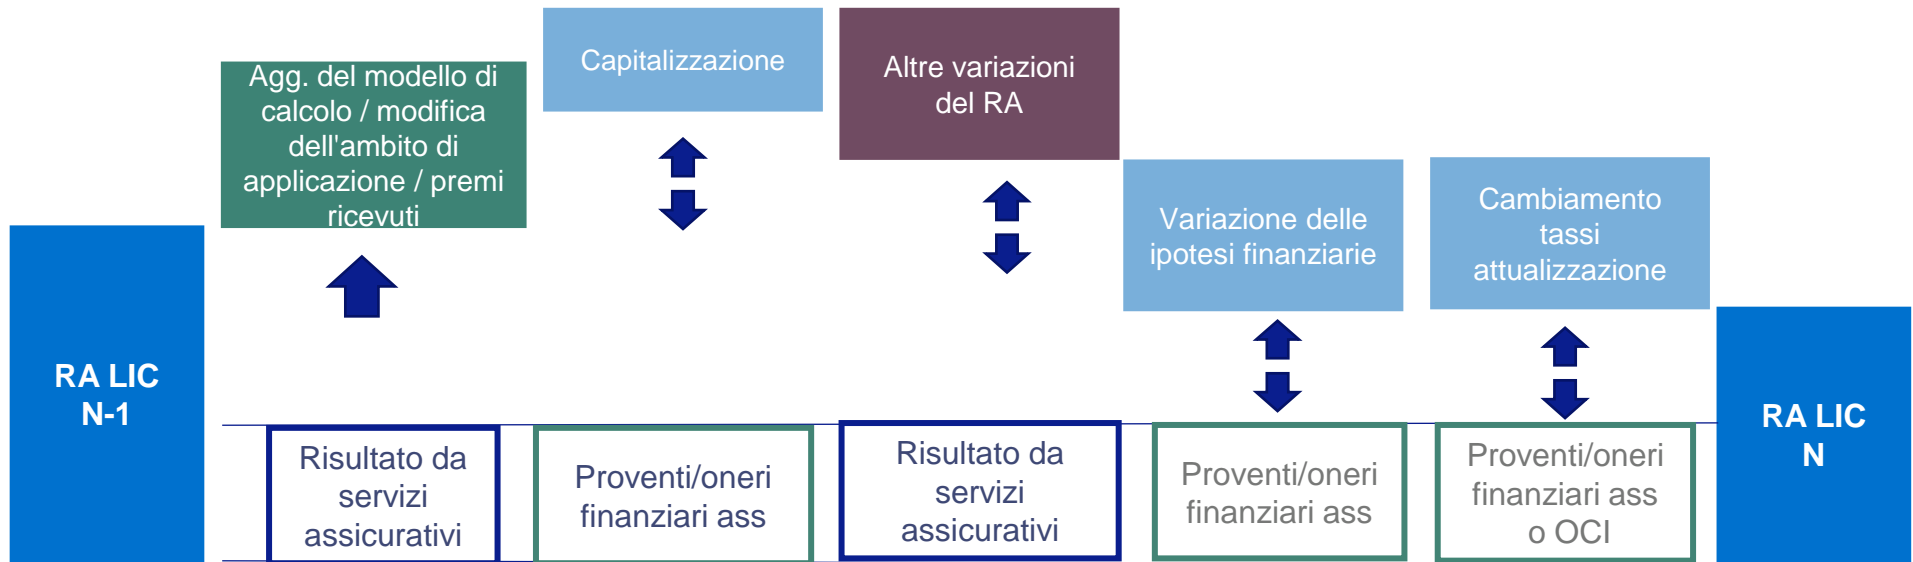 Agg. del modello di
calcolo / modifica
dell'ambito di
applicazione / premi
ricevuti
Capitalizzazione
Altre variazioni
del RA
Variazione delle
ipotesi finanziarie
Cambiamento
tassi
attualizzazione
RA LIC
N-1
Risultato da
servizi
assicurativi
Proventi/oneri
finanziari ass
Risultato da
servizi
assicurativi
Proventi/oneri
finanziari ass
Proventi/oneri
finanziari ass
o OCI
RA LIC
N